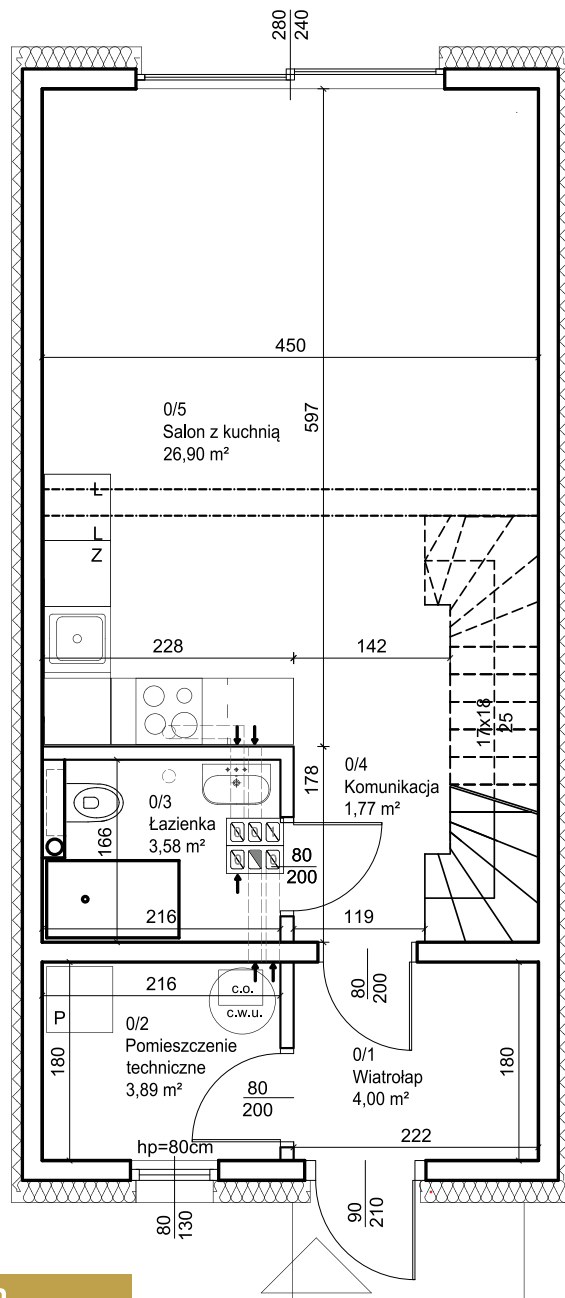 280
240
450
597
0/5
Salon z kuchnią
26,90 m²
Ł
L
Z
228
142
17x18
25
178
0/4
Komunikacja
1,77 m²
0/3
Łazienka
3,58 m²
166
80
200
216
119
80
200
216
c.o.
c.w.u.
P
0/2
Pomieszczenie
techniczne
3,89 m²
180
0/1
Wiatrołap
4,00 m²
180
80
200
hp=80cm
222
80
130
90
210